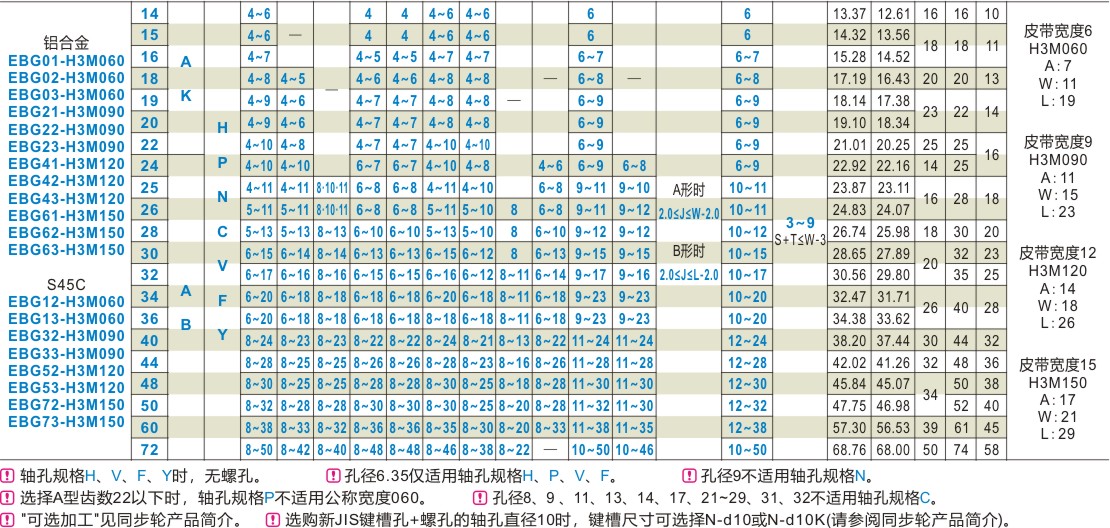 铝合金
EBG01-H3M060
EBG02-H3M060
EBG03-H3M060
EBG21-H3M090
EBG22-H3M090
EBG23-H3M090
EBG41-H3M120
EBG42-H3M120
EBG43-H3M120
EBG61-H3M150
EBG62-H3M150
EBG63-H3M150
S45C
EBG12-H3M060
EBG13-H3M060
EBG32-H3M090
EBG33-H3M090
EBG52-H3M120
EBG53-H3M120
EBG72-H3M150
EBG73-H3M150
A
K
A
B
H
P
N
C
V
F
Y
14 4~6 4 4 4~6 4~6 6 6 13.37 12.61 16 16 10
15 4~6 — 4 4 4~6 4~6 6 6 14.32 13.56 18 18 11
16 4~7 4~5 4~5 4~6 4~7 6~7 6~7 15.28 14.52
18 4~8 4~5 — 4~6 4~6 4~8 4~8 — 6~8 — 6~8 17.19 16.43 20 20 13
19 4~9 4~6 4~7 4~7 4~8 4~8 — 6~9 6~9 18.14 17.38 23 22 14
20 4~9 4~6 4~7 4~7 4~8 4~8 6~9 6~9 19.10 18.34
22 4~10 4~8 4~7 4~7 4~10 4~10 6~9 6~9 21.01 20.25 25 25 16
24 4~10 4~10 6~7 6~7 4~10 4~8 4~6 6~9 6~8 6~9 22.92 22.16 14 25
25 4~11 4~11 8·10·11 6~8 6~8 4~11 4~10 6~8 9~11 9~10 A形时 10~11 23.87 23.11 16 28 18
26 5~11 5~11 8·10·11 6~8 6~8 5~11 5~10 8 6~8 9~11 9~12 2.0≤J≤W-2.0 10~11 3~9 24.83 24.07
28 5~13 5~13 8~13 6~10 6~10 5~13 5~10 8 6~10 9~12 9~12 10~12 S+T≤W-3 26.74 25.98 18 30 20
30 6~15 6~14 8~14 6~13 6~13 6~15 6~12 8 6~13 9~15 9~15 B形时 10~15 28.65 27.89 20 32 23
32 6~17 6~16 8~16 6~15 6~15 6~16 6~12 8~11 6~14 9~17 9~16 2.0≤J≤L-2.0 10~17 30.56 29.80 35 25
34 6~20 6~18 8~18 6~18 6~18 6~20 6~18 8~11 6~18 9~23 9~23 10~20 32.47 31.71 26 40 28
36 6~20 6~18 8~18 6~18 6~18 6~20 6~18 8~11 6~18 9~23 9~23 10~20 34.38 33.62
40 8~24 8~23 8~23 8~22 8~22 8~24 8~21 8~13 8~22 11~24 11~24 12~24 38.20 37.44 30 44 32
44 8~28 8~25 8~25 8~26 8~26 8~28 8~23 8~16 8~26 11~28 11~28 12~28 42.02 41.26 32 48 36
48 8~30 8~25 8~25 8~28 8~28 8~30 8~25 8~18 8~28 11~30 11~30 12~30 45.84 45.07 34 50 38
50 8~32 8~28 8~28 8~30 8~30 8~30 8~25 8~20 8~28 11~32 11~30 12~32 47.75 46.98 52 40
60 8~38 8~33 8~32 8~36 8~36 8~35 8~30 8~20 8~33 11~38 11~35 12~38 57.30 56.53 39 61 45
72 8~50 8~42 8~40 8~48 8~48 8~46 8~38 8~22 — 10~50 10~46 10~50 68.76 68.00 50 74 58
皮带宽度6
H3M060
A:7
W:11
L:19
皮带宽度9
H3M090
A:11
W:15
L:23
皮带宽度12
H3M120
A:14
W:18
L:26
皮带宽度15
H3M150
A:17
W:21
L:29
轴孔规格H、V、F、Y时，无螺孔。 孔径6.35仅适用轴孔规格H、P、V、F。 孔径9不适用轴孔规格N。
选择A型齿数22以下时，轴孔规格P不适用公称宽度060。 孔径8、9、11、13、14、17、21~29、31、32不适用轴孔规格C。
"可选加工"见同步轮产品简介。 选购新JIS键槽孔+螺孔的轴孔直径10时，键槽尺寸可选择N-d10或N-d10K(请参阅同步轮产品简介)。